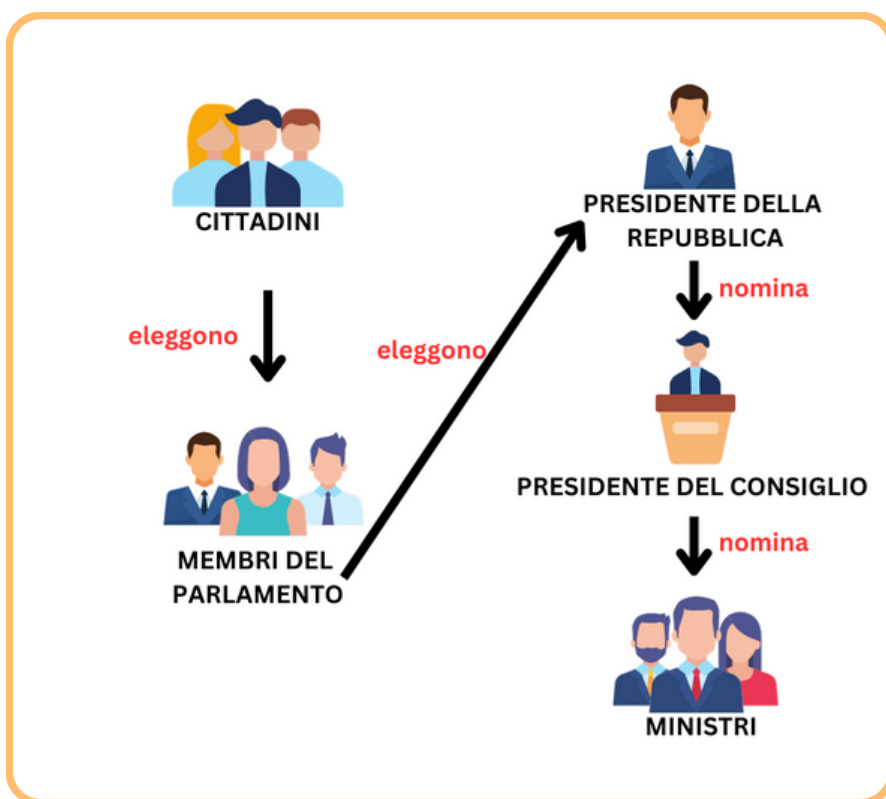 CITTADINI
eleggono
MEMBRI DEL
PARLAMENTO
eleggono
PRESIDENTE DELLA
REPUBBLICA
nomina
PRESIDENTE DEL CONSIGLIO
nomina
MINISTRI